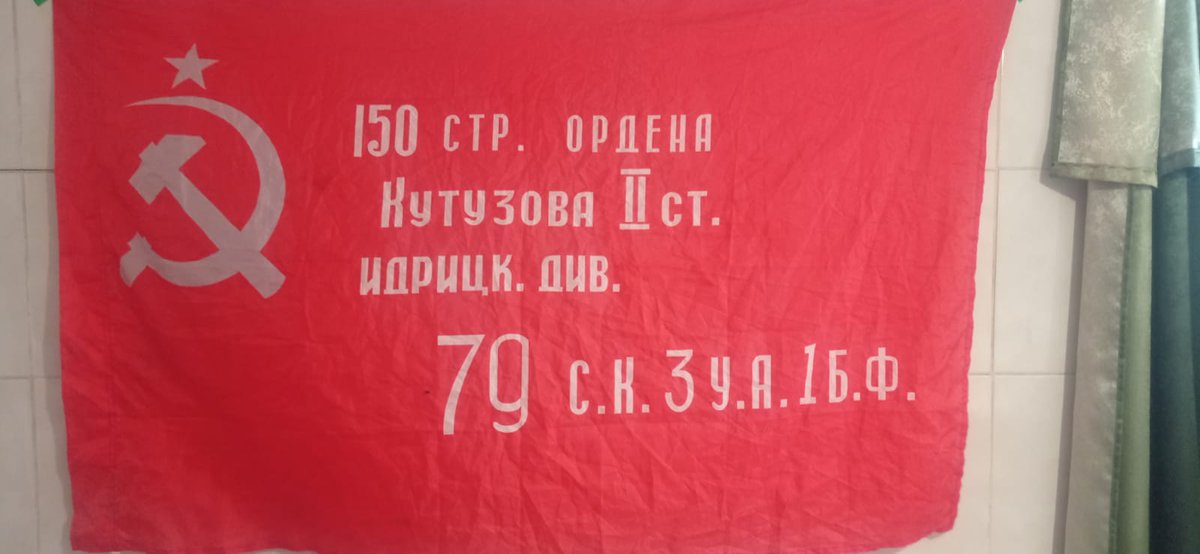 150 СТР. ОРДЕНА
Кутузова II ст.
идрицк. див.
79 С.К. 3 У.А. 1 Б.Ф.